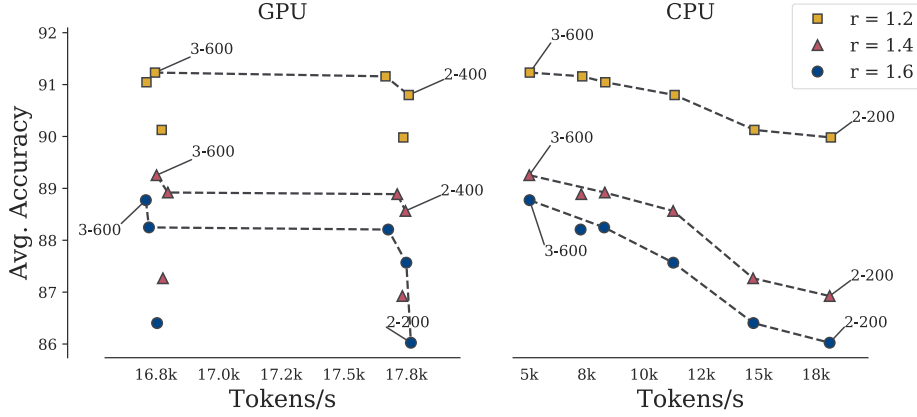 GPU
CPU
r = 1.2
r = 1.4
r = 1.6
Avg. Accuracy
92
91
90
89
88
87
86
3-600
2-400
3-600
2-400
3-600
2-200
16.8k
17.0k
17.2k
17.5k
17.8k
Tokens/s
3-600
2-200
3-600
3-600
2-200
2-200
5k
8k
10k
12k
15k
18k
Tokens/s